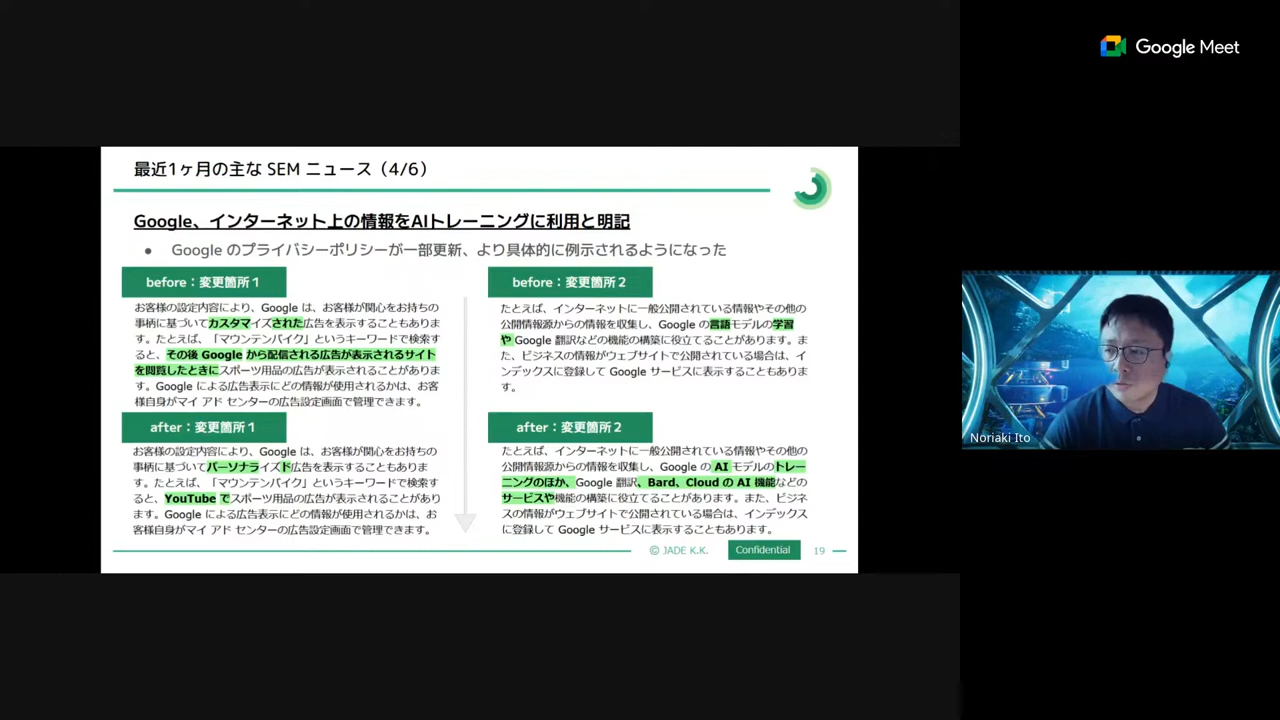 Google Meet
最近1ヶ月の主な SEM ニュース（4/6）
Google、インターネット上の情報をAIトレーニングに利用と明記
● Google のプライバシーポリシーが一部更新、より具体的に例示されるようになった
before：変更箇所１
お客様の設定内容により、Google は、お客様が関心をお持ちの
事柄に基づいてカスタマイズされた広告を表示することもありま
す。たとえば、「マウンテンバイク」というキーワードで検索す
ると、その後 Google から配信される広告が表示されるサイト
を閲覧したときにスポーツ用品の広告が表示されることがありま
す。Google による広告表示にどの情報が使用されるかは、お客
様自身がマイ アド センターの広告設定画面で管理できます。
after：変更箇所１
お客様の設定内容により、Google は、お客様が関心をお持ちの
事柄に基づいてパーソナライズド広告を表示することもありま
す。たとえば、「マウンテンバイク」というキーワードで検索す
ると、YouTube でスポーツ用品の広告が表示されることがあり
ます。Google による広告表示にどの情報が使用されるかは、お
客様自身がマイ アド センターの広告設定画面で管理できます。
before：変更箇所２
たとえば、インターネットに一般公開されている情報やその他の
公開情報源からの情報を収集し、Google の言語モデルの学習
や Google 翻訳などの機能の構築に役立てることがあります。ま
た、ビジネスの情報がウェブサイトで公開されている場合は、イ
ンデックスに登録して Google サービスに表示することもありま
す。
after：変更箇所２
たとえば、インターネットに一般公開されている情報やその他の
公開情報源からの情報を収集し、Google の AI モデルのトレー
ニングのほか、Google 翻訳、Bard、Cloud の AI 機能などの
サービスや機能の構築に役立てることがあります。また、ビジネ
スの情報がウェブサイトで公開されている場合は、インデックス
に登録して Google サービスに表示することもあります。
© JADE K.K.
Confidential
19
Noriaki Ito